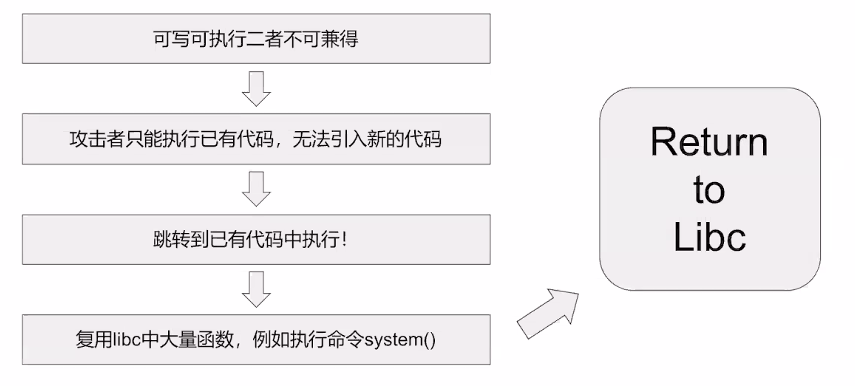 可写可执行二者不可兼得
攻击者只能执行已有代码，无法引入新的代码
跳转到已有代码中执行！
复用libc中大量函数，例如执行命令system()
Return
to
Libc